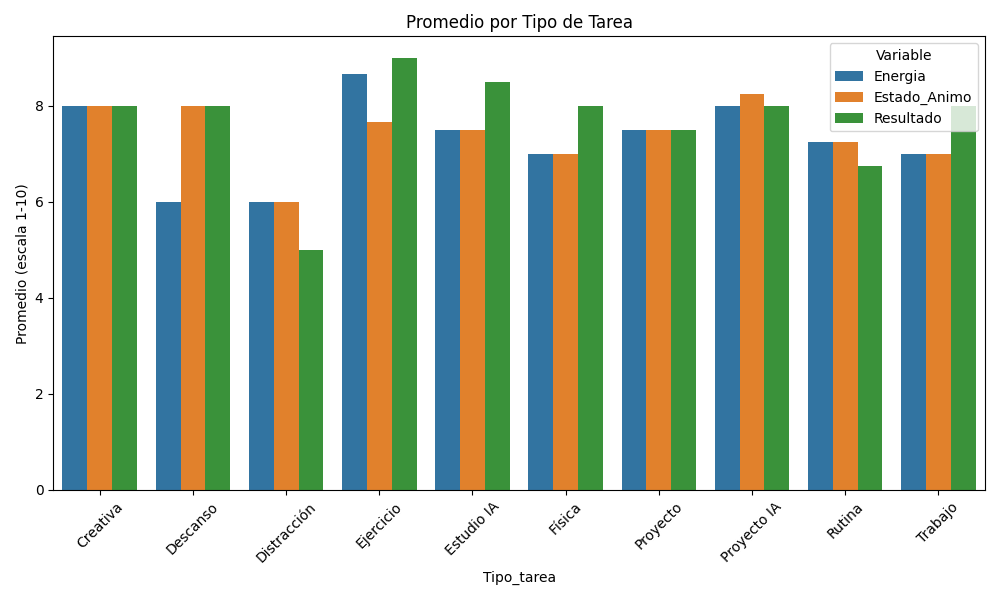 Promedio por Tipo de Tarea
Variable
Energia
Estado_Animo
Resultado
Promedio (escala 1-10)
8
6
4
2
0
Creativa
Descanso
Distracción
Ejercicio
Estudio IA
Física
Proyecto
Proyecto IA
Rutina
Trabajo
Tipo_tarea